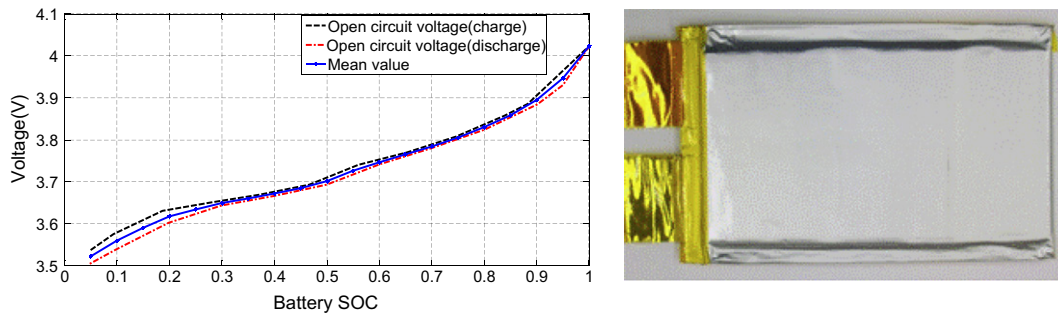 4.1
4
3.9
3.8
3.7
3.6
3.5
Voltage(V)
Open circuit voltage(charge)
Open circuit voltage(discharge)
Mean value
0 0.1 0.2 0.3 0.4 0.5 0.6 0.7 0.8 0.9 1
Battery SOC